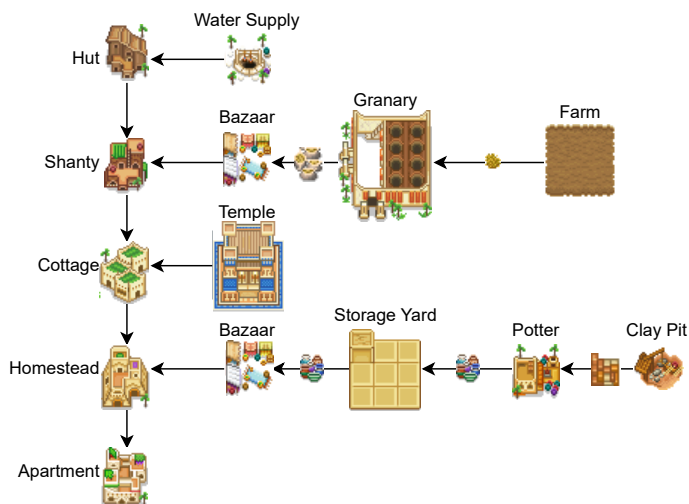 Water Supply
Hut
Granary
Bazaar
Farm
Shanty
Temple
Cottage
Storage Yard
Bazaar
Potter
Clay Pit
Homestead
Apartment